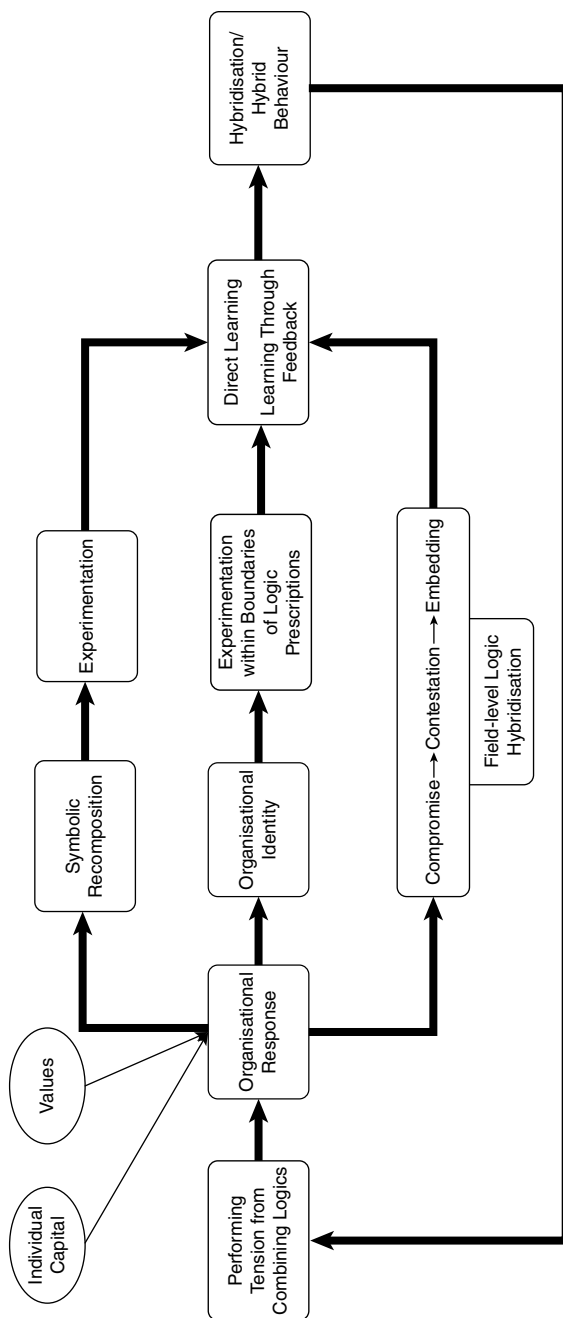 Individual
Capital
Values
Performing
Tension from
Combining Logics
Organisational
Response
Symbolic
Recomposition
Experimentation
Organisational
Identity
Experimentation
within Boundaries
of Logic
Prescriptions
Compromise Contestation Embedding
Field-level Logic
Hybridisation
Direct Learning
Learning Through
Feedback
Hybridisation/
Hybrid
Behaviour